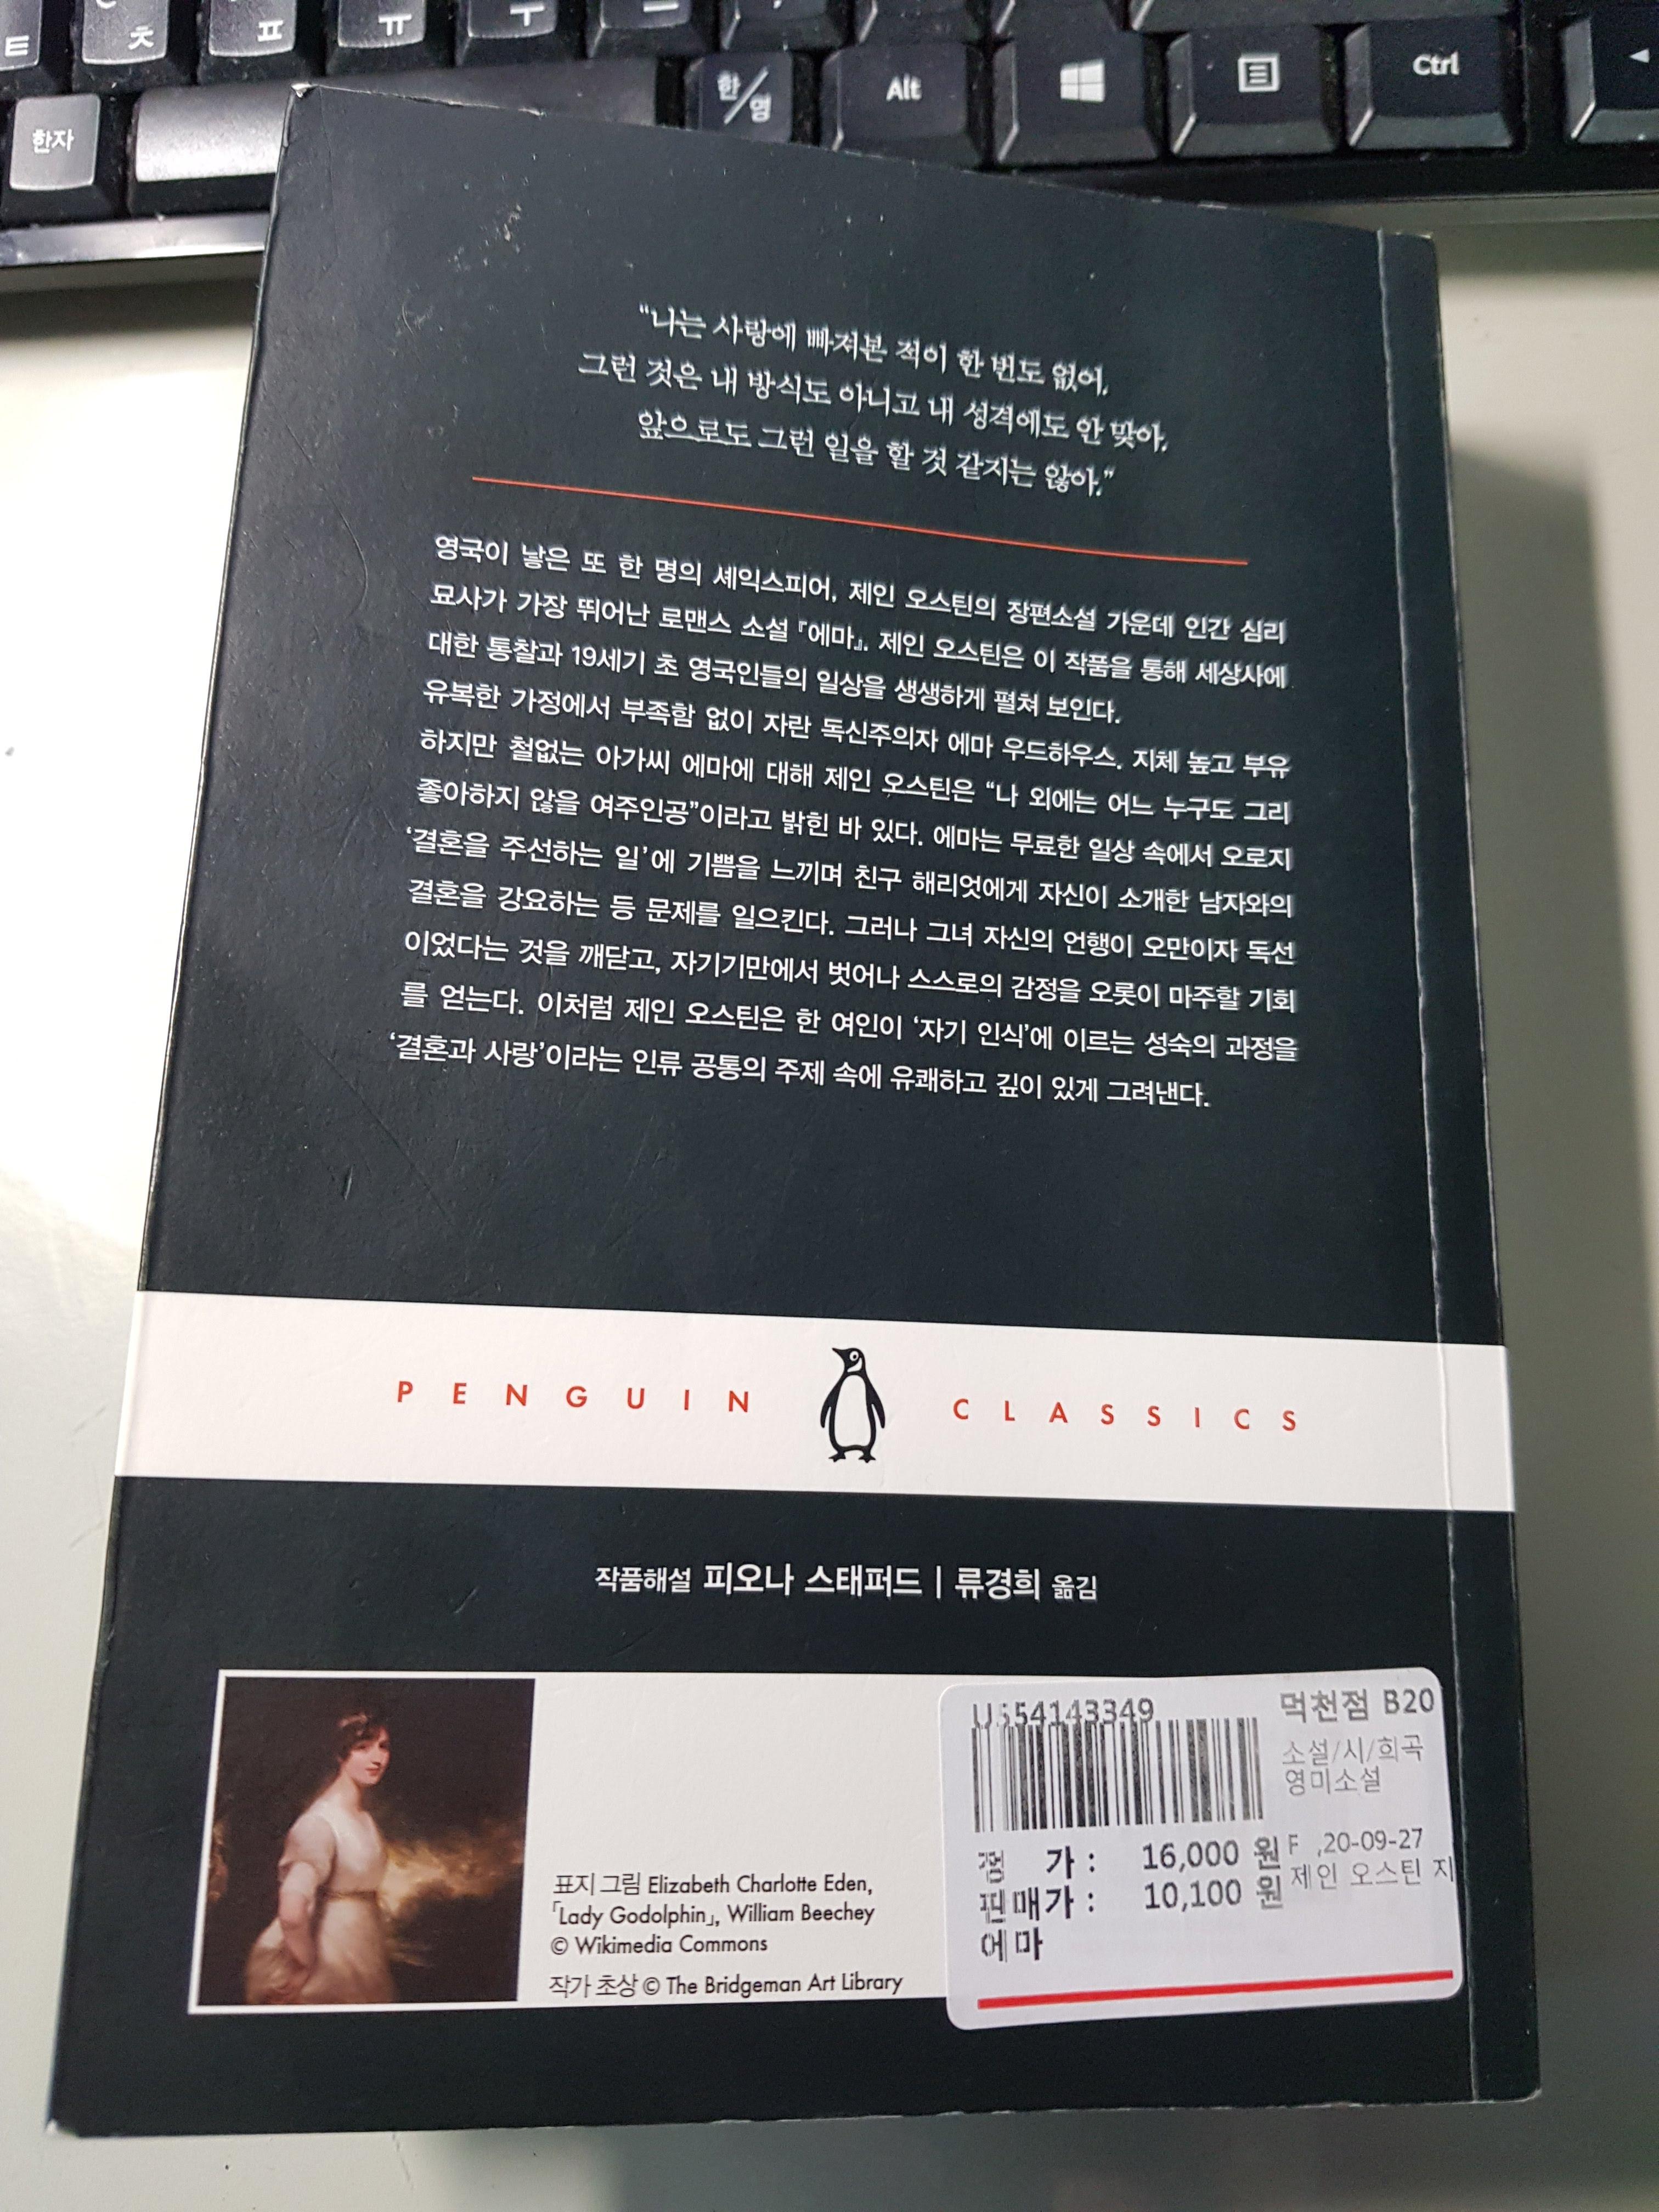 ㅊ
ㅍ
ㅠ
ㅜ
ㅌ
한자
한/영
Alt
Ctrl
“나는 사랑에 빠져본 적이 한 번도 없어.
그런 것은 내 방식도 아니고 내 성격에도 안 맞아.
앞으로도 그런 일을 할 것 같지는 않아.”
영국이 낳은 또 한 명의 셰익스피어, 제인 오스틴의 장편소설 가운데 인간 심리
묘사가 가장 뛰어난 로맨스 소설 『에마』. 제인 오스틴은 이 작품을 통해 세상사에
대한 통찰과 19세기 초 영국인들의 일상을 생생하게 펼쳐 보인다.
유복한 가정에서 부족함 없이 자란 독신주의자 에마 우드하우스. 지체 높고 부유
하지만 철없는 아가씨 에마에 대해 제인 오스틴은 “나 외에는 어느 누구도 그리
좋아하지 않을 여주인공”이라고 밝힌 바 있다. 에마는 무료한 일상 속에서 오로지
‘결혼을 주선하는 일’에 기쁨을 느끼며 친구 해리엇에게 자신이 소개한 남자와의
결혼을 강요하는 등 문제를 일으킨다. 그러나 그녀 자신의 언행이 오만이자 독선
이었다는 것을 깨닫고, 자기기만에서 벗어나 스스로의 감정을 오롯이 마주할 기회
를 얻는다. 이처럼 제인 오스틴은 한 여인이 ‘자기 인식’에 이르는 성숙의 과정을
‘결혼과 사랑’이라는 인류 공통의 주제 속에 유쾌하고 깊이 있게 그려낸다.
PENGUIN CLASSICS
작품해설 피오나 스태퍼드 | 류경희 옮김
표지 그림 Elizabeth Charlotte Eden,
「Lady Godolphin」, William Beechey
© Wikimedia Commons
작가 초상 © The Bridgeman Art Library
54143349
덕천점 B20
소설/시/희곡
영미소설
정 가 : 16,000 원
F ,20-09-27
판매가 : 10,100 원
제인 오스틴 지
에마